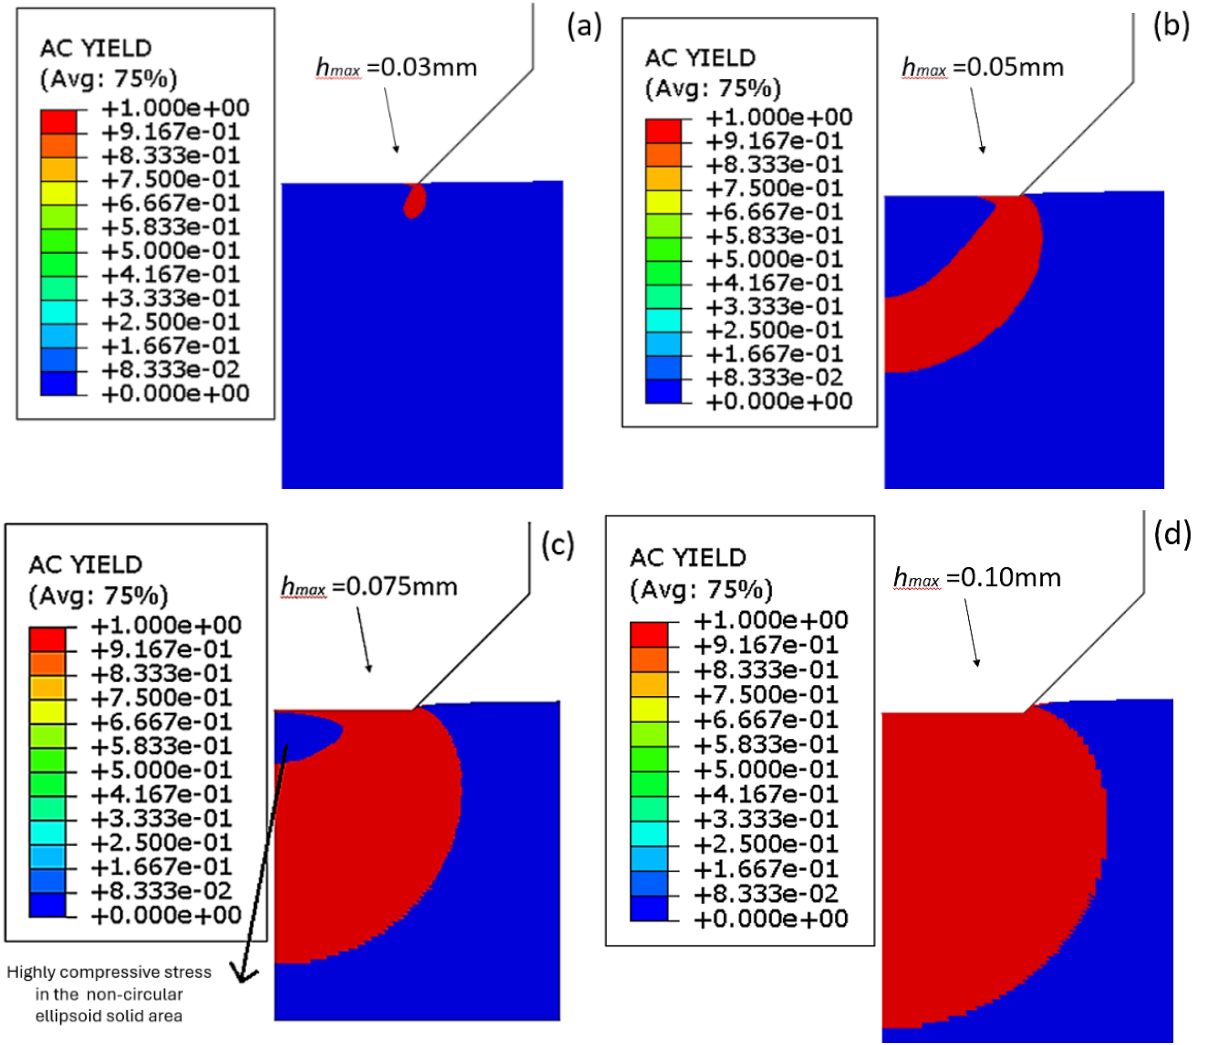 (a)
AC YIELD
(Avg: 75%)
+1.000e+00
+9.167e-01
+8.333e-01
+7.500e-01
+6.667e-01
+5.833e-01
+5.000e-01
+4.167e-01
+3.333e-01
+2.500e-01
+1.667e-01
+8.333e-02
+0.000e+00
hmax =0.03mm
(b)
AC YIELD
(Avg: 75%)
+1.000e+00
+9.167e-01
+8.333e-01
+7.500e-01
+6.667e-01
+5.833e-01
+5.000e-01
+4.167e-01
+3.333e-01
+2.500e-01
+1.667e-01
+8.333e-02
+0.000e+00
hmax =0.05mm
(c)
AC YIELD
(Avg: 75%)
+1.000e+00
+9.167e-01
+8.333e-01
+7.500e-01
+6.667e-01
+5.833e-01
+5.000e-01
+4.167e-01
+3.333e-01
+2.500e-01
+1.667e-01
+8.333e-02
+0.000e+00
hmax =0.075mm
Highly compressive stress
in the non-circular
ellipsoid solid area
(d)
AC YIELD
(Avg: 75%)
+1.000e+00
+9.167e-01
+8.333e-01
+7.500e-01
+6.667e-01
+5.833e-01
+5.000e-01
+4.167e-01
+3.333e-01
+2.500e-01
+1.667e-01
+8.333e-02
+0.000e+00
hmax =0.10mm